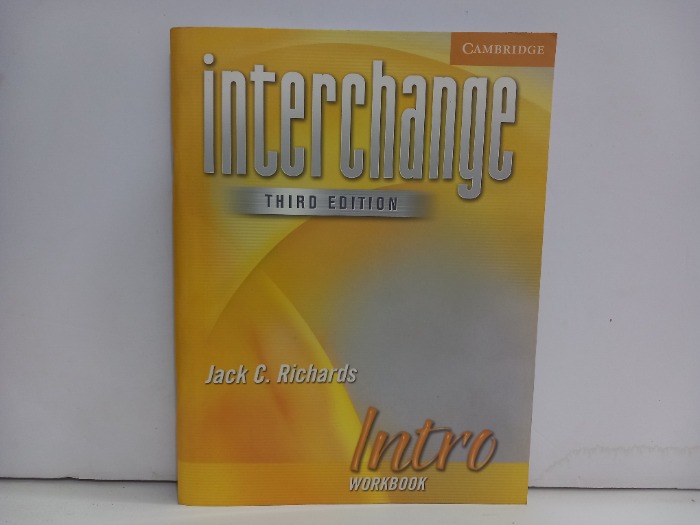 CAMBRIDGE
interchange
THIRD EDITION
Jack C. Richards
Intro
WORKBOOK